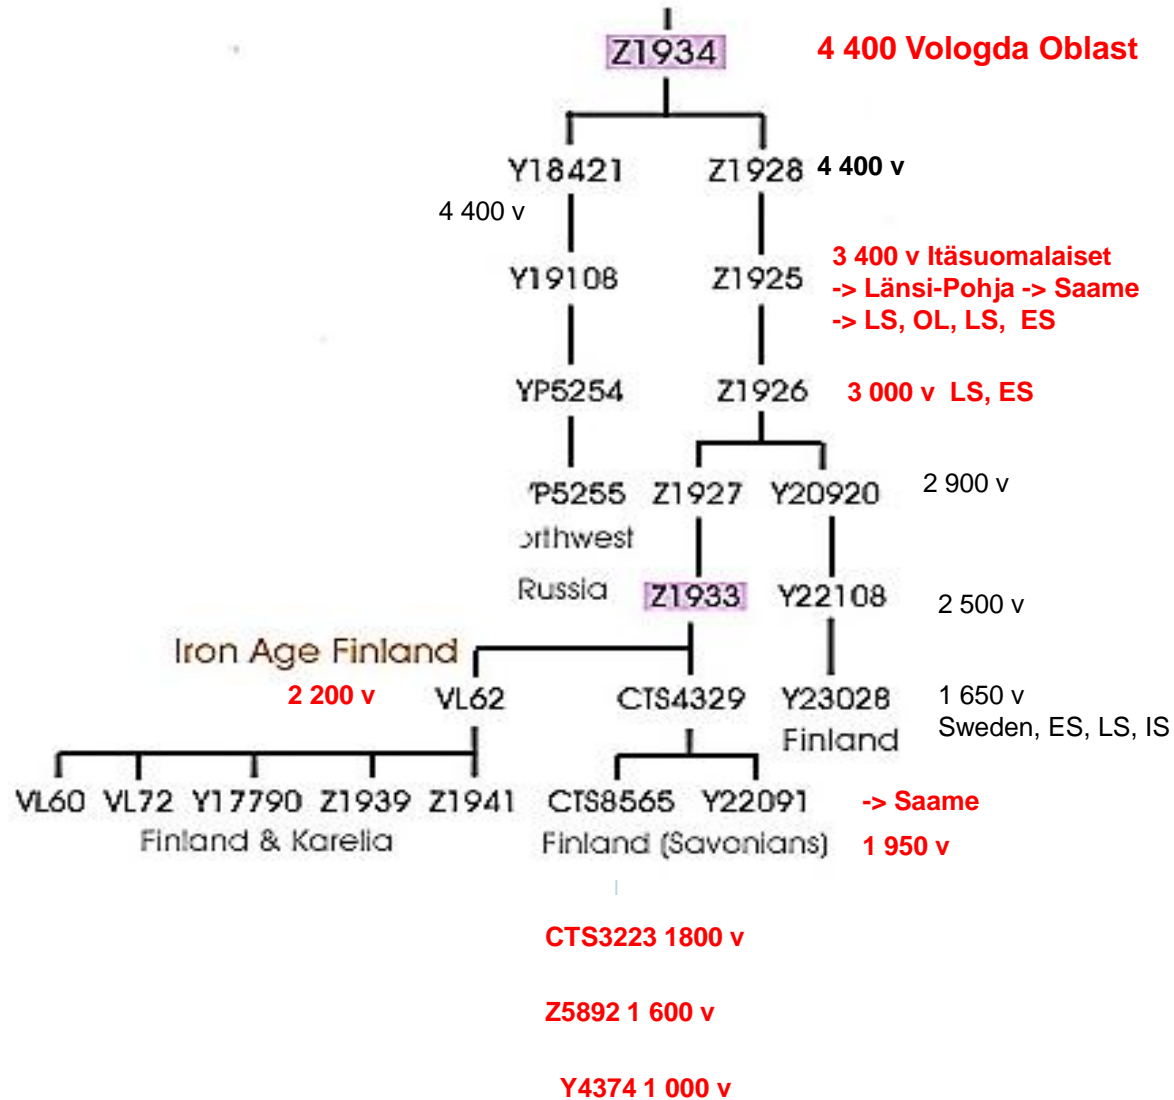 Z1934
4 400 Vologda Oblast
Y18421
Z1928
4 400 v
4 400 v
Y19108
Z1925
3 400 v Itäsuomalaiset
-> Länsi-Pohja -> Saame
-> LS, OL, LS, ES
YP5254
Z1926
3 000 v LS, ES
P5255
Z1927
Y20920
2 900 v
orthwest
Russia
Z1933
Y22108
2 500 v
Iron Age Finland
2 200 v
VL62
CTS4329
Y23028
Finland
1 650 v
Sweden, ES, LS, IS
VL60 VL72 Y17790 Z1939 Z1941
Finland & Karelia
CTS8565 Y22091
Finland (Savonians)
-> Saame
1 950 v
CTS3223 1800 v
Z5892 1 600 v
Y4374 1 000 v